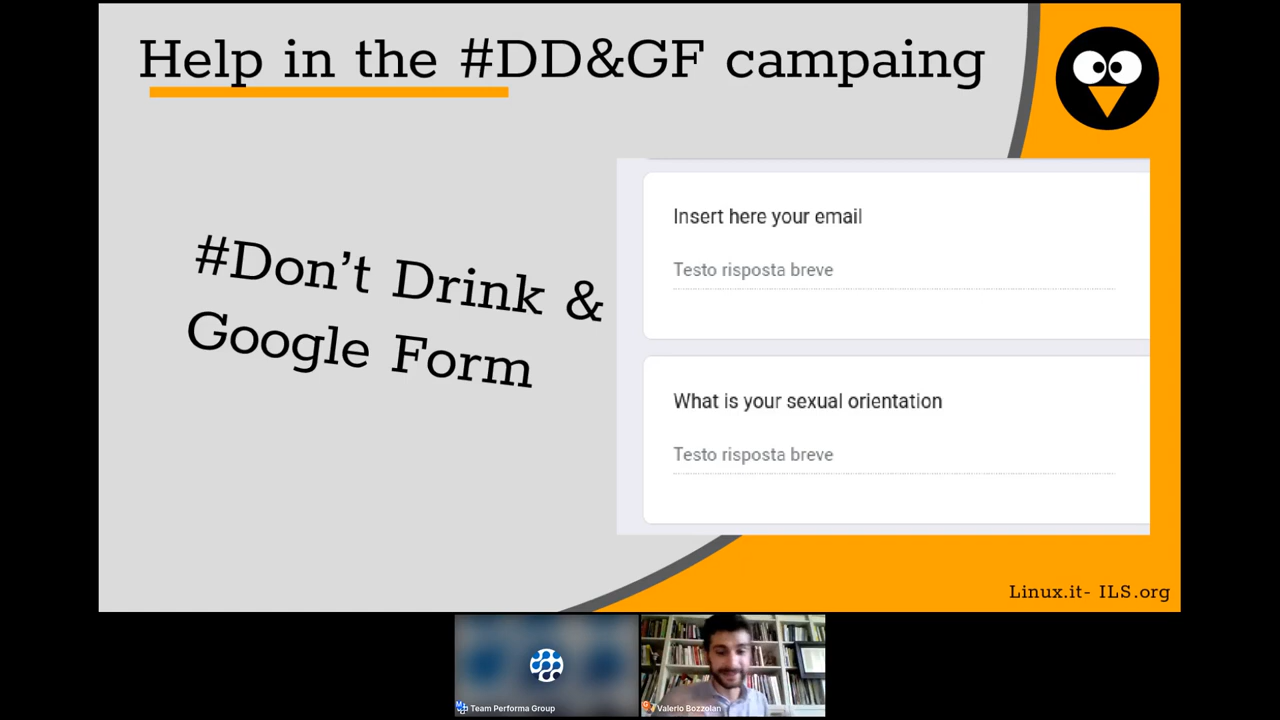 Help in the #DD&GF campaing
#Don't Drink &
Google Form
Insert here your email
Testo risposta breve
What is your sexual orientation
Testo risposta breve
Linux.it- ILS.org
Team Performa Group
Valerio Bozzolan